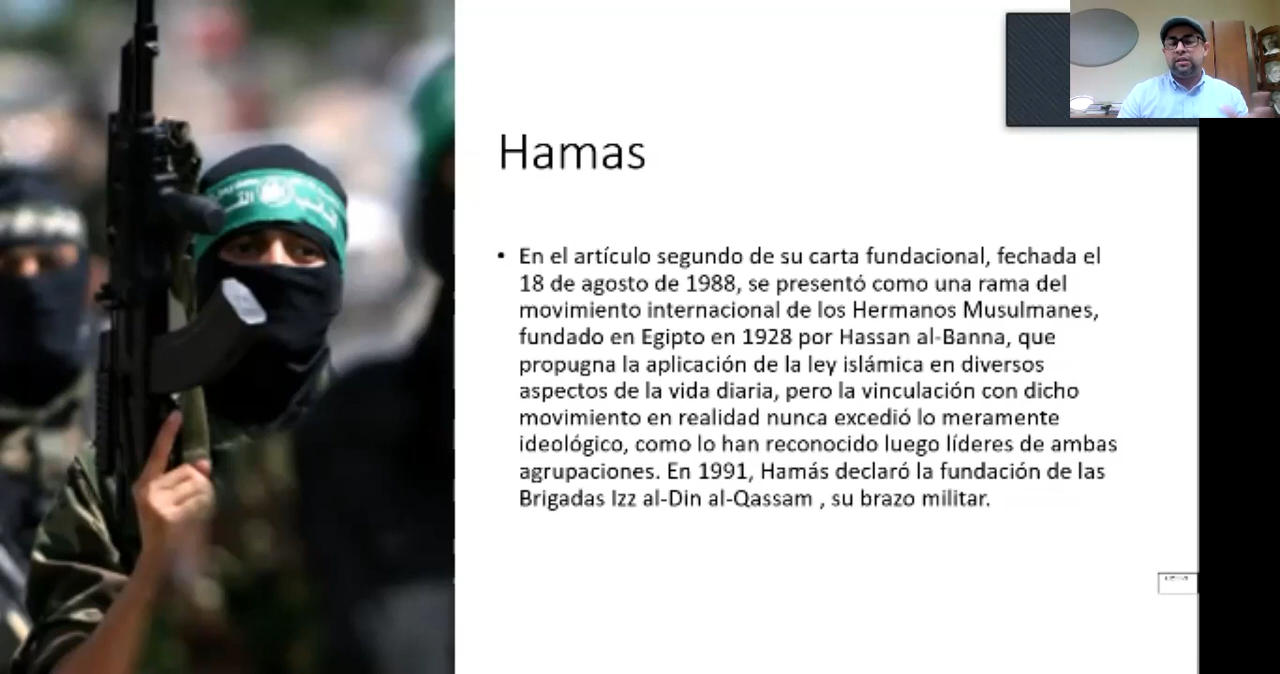 Hamas
• En el artículo segundo de su carta fundacional, fechada el
18 de agosto de 1988, se presentó como una rama del
movimiento internacional de los Hermanos Musulmanes,
fundado en Egipto en 1928 por Hassan al-Banna, que
propugna la aplicación de la ley islámica en diversos
aspectos de la vida diaria, pero la vinculación con dicho
movimiento en realidad nunca excedió lo meramente
ideológico, como lo han reconocido luego líderes de ambas
agrupaciones. En 1991, Hamás declaró la fundación de las
Brigadas Izz al-Din al-Qassam , su brazo militar.